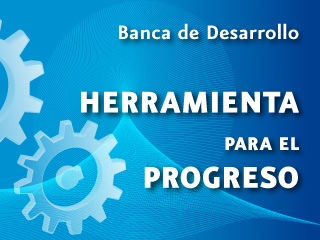 Banca de Desarrollo
HERRAMIENTA
PARA EL
PROGRESO